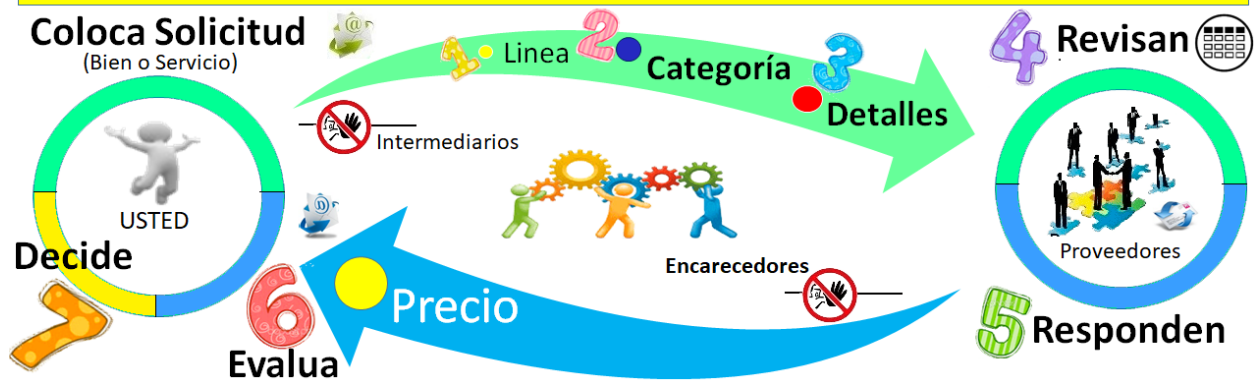 Coloca Solicitud
(Bien o Servicio)
1 Linea
2 Categoría
3 Detalles
4 Revisan
Intermediarios
USTED
Proveedores
Decide
7
Encarecedores
Precio
6
Evalua
5 Responden